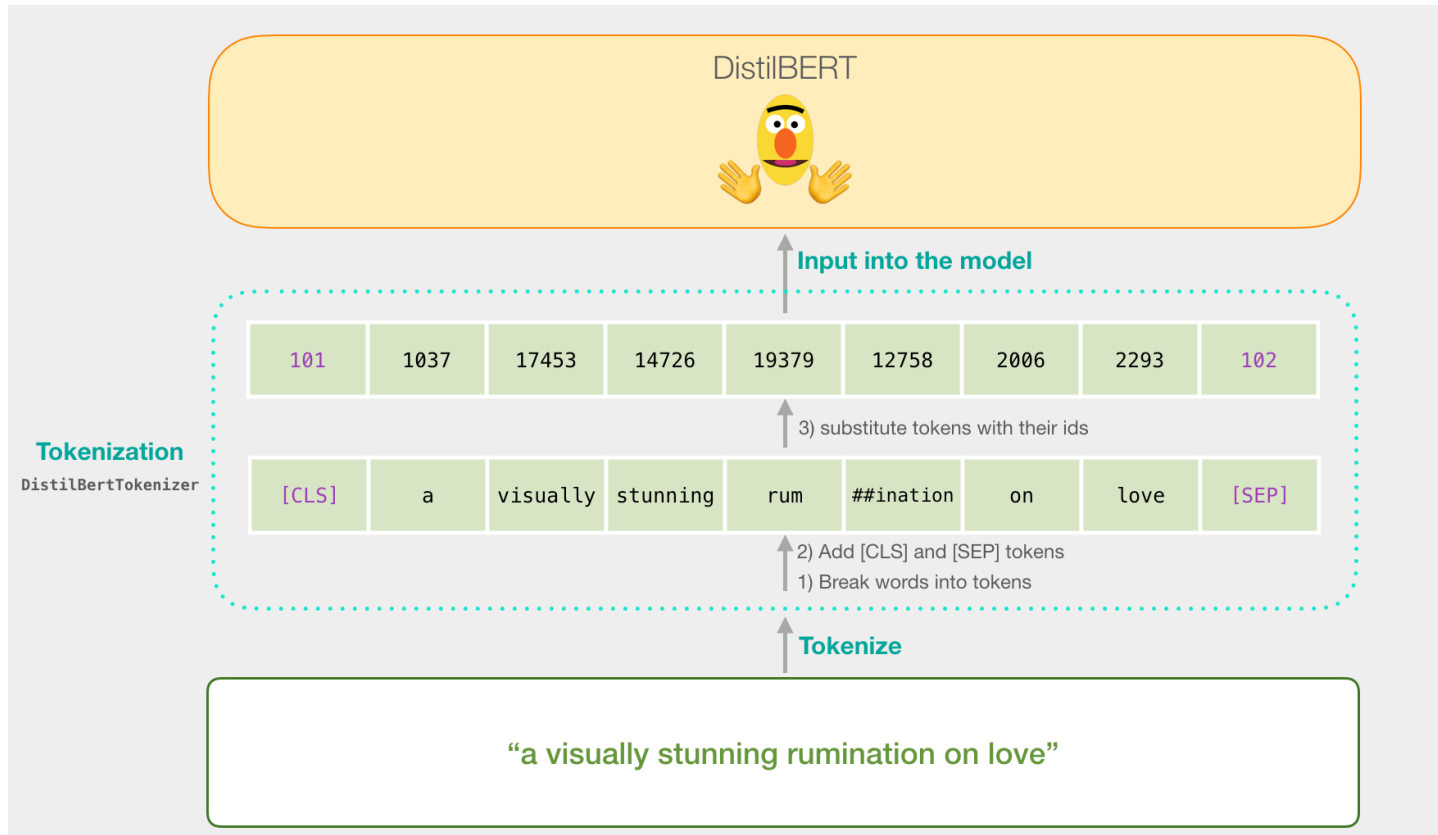 DistilBERT
Input into the model
101 1037 17453 14726 19379 12758 2006 2293 102
3) substitute tokens with their ids
Tokenization
DistilBertTokenizer
[CLS] a visually stunning rum ##ination on love [SEP]
2) Add [CLS] and [SEP] tokens
1) Break words into tokens
Tokenize
“a visually stunning rumination on love”